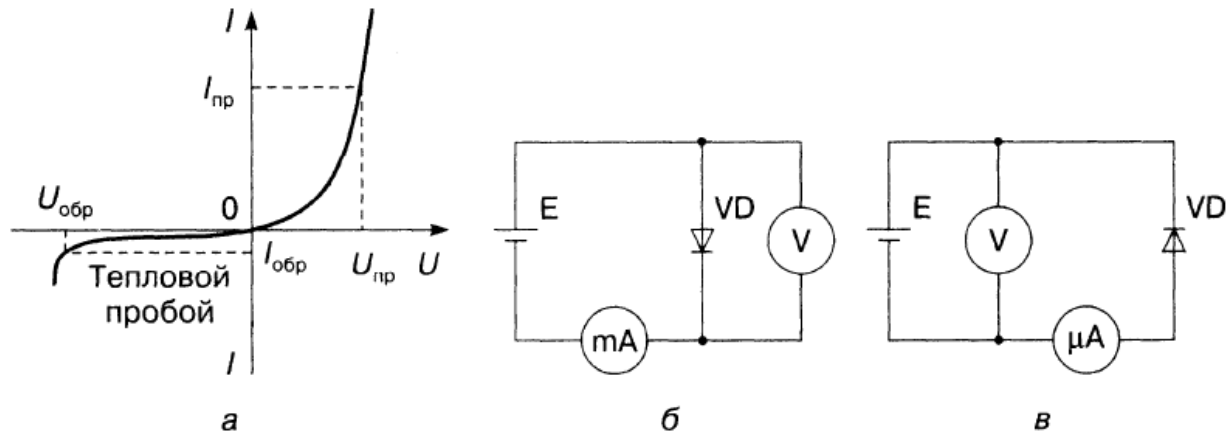 I
Iпр
Uобр
0
Iобр
Uпр
U
Тепловой
пробой
I
а
E
VD
V
mA
б
E
V
VD
µA
в